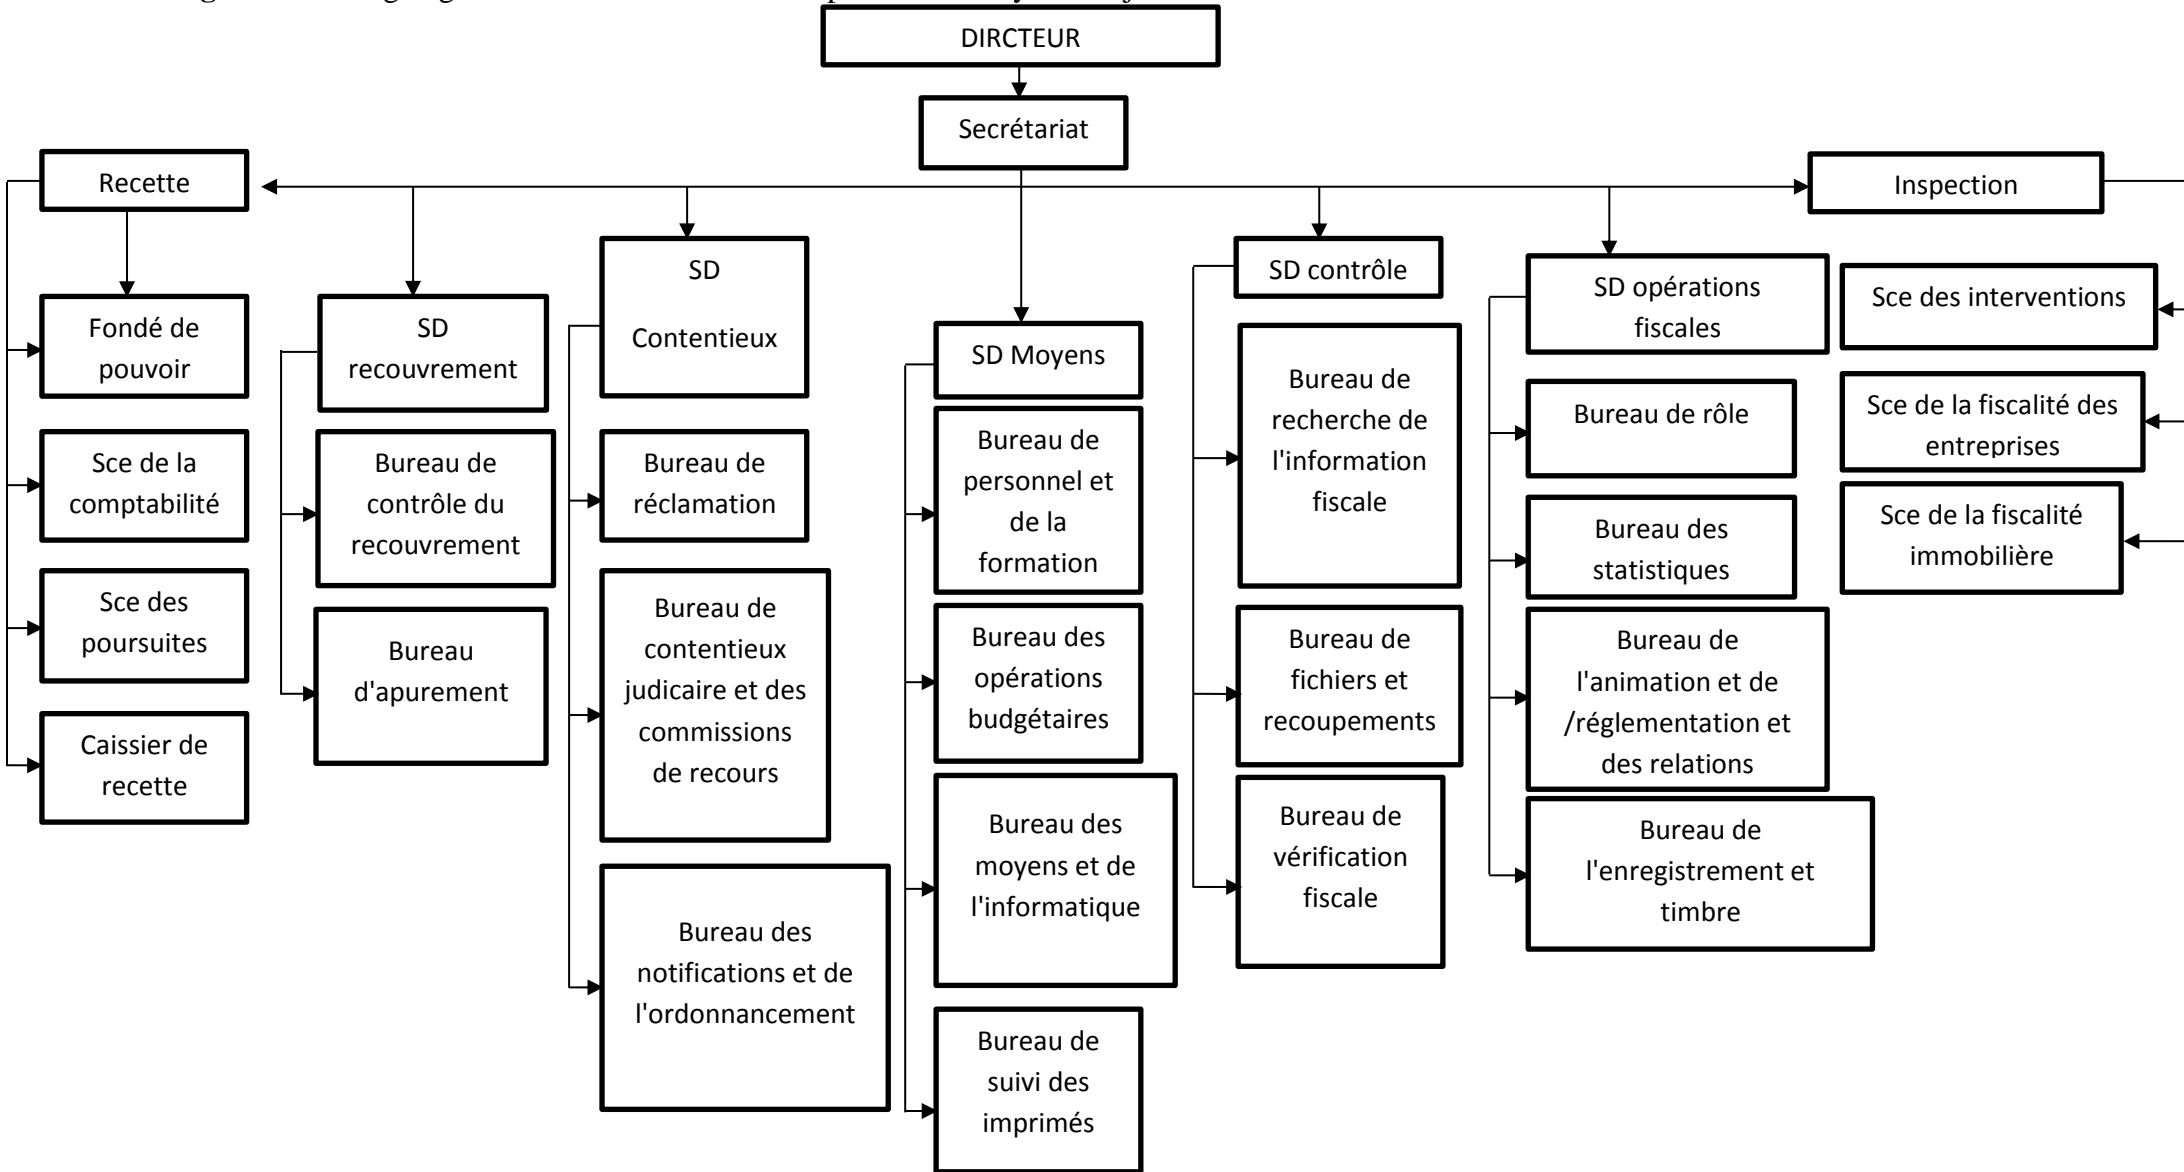 DIRCTEUR
Secrétariat
Recette
Inspection
Fondé de
pouvoir
Sce de la
comptabilité
Sce des
poursuites
Caissier de
recette
SD
recouvrement
Bureau de
contrôle du
recouvrement
Bureau
d'apurement
SD
Contentieux
Bureau de
réclamation
Bureau de
contentieux
judicaire et des
commissions
de recours
Bureau des
notifications et de
l'ordonnancement
SD Moyens
Bureau de
personnel et
de la
formation
Bureau des
opérations
budgétaires
Bureau des
moyens et de
l'informatique
Bureau de
suivi des
imprimés
SD contrôle
Bureau de
recherche de
l'information
fiscale
Bureau de
fichiers et
recoupements
Bureau de
vérification
fiscale
SD opérations
fiscales
Bureau de rôle
Bureau des
statistiques
Bureau de
l'animation et de
/réglementation et
des relations
Bureau de
l'enregistrement et
timbre
Sce des interventions
Sce de la fiscalité des
entreprises
Sce de la fiscalité
immobilière